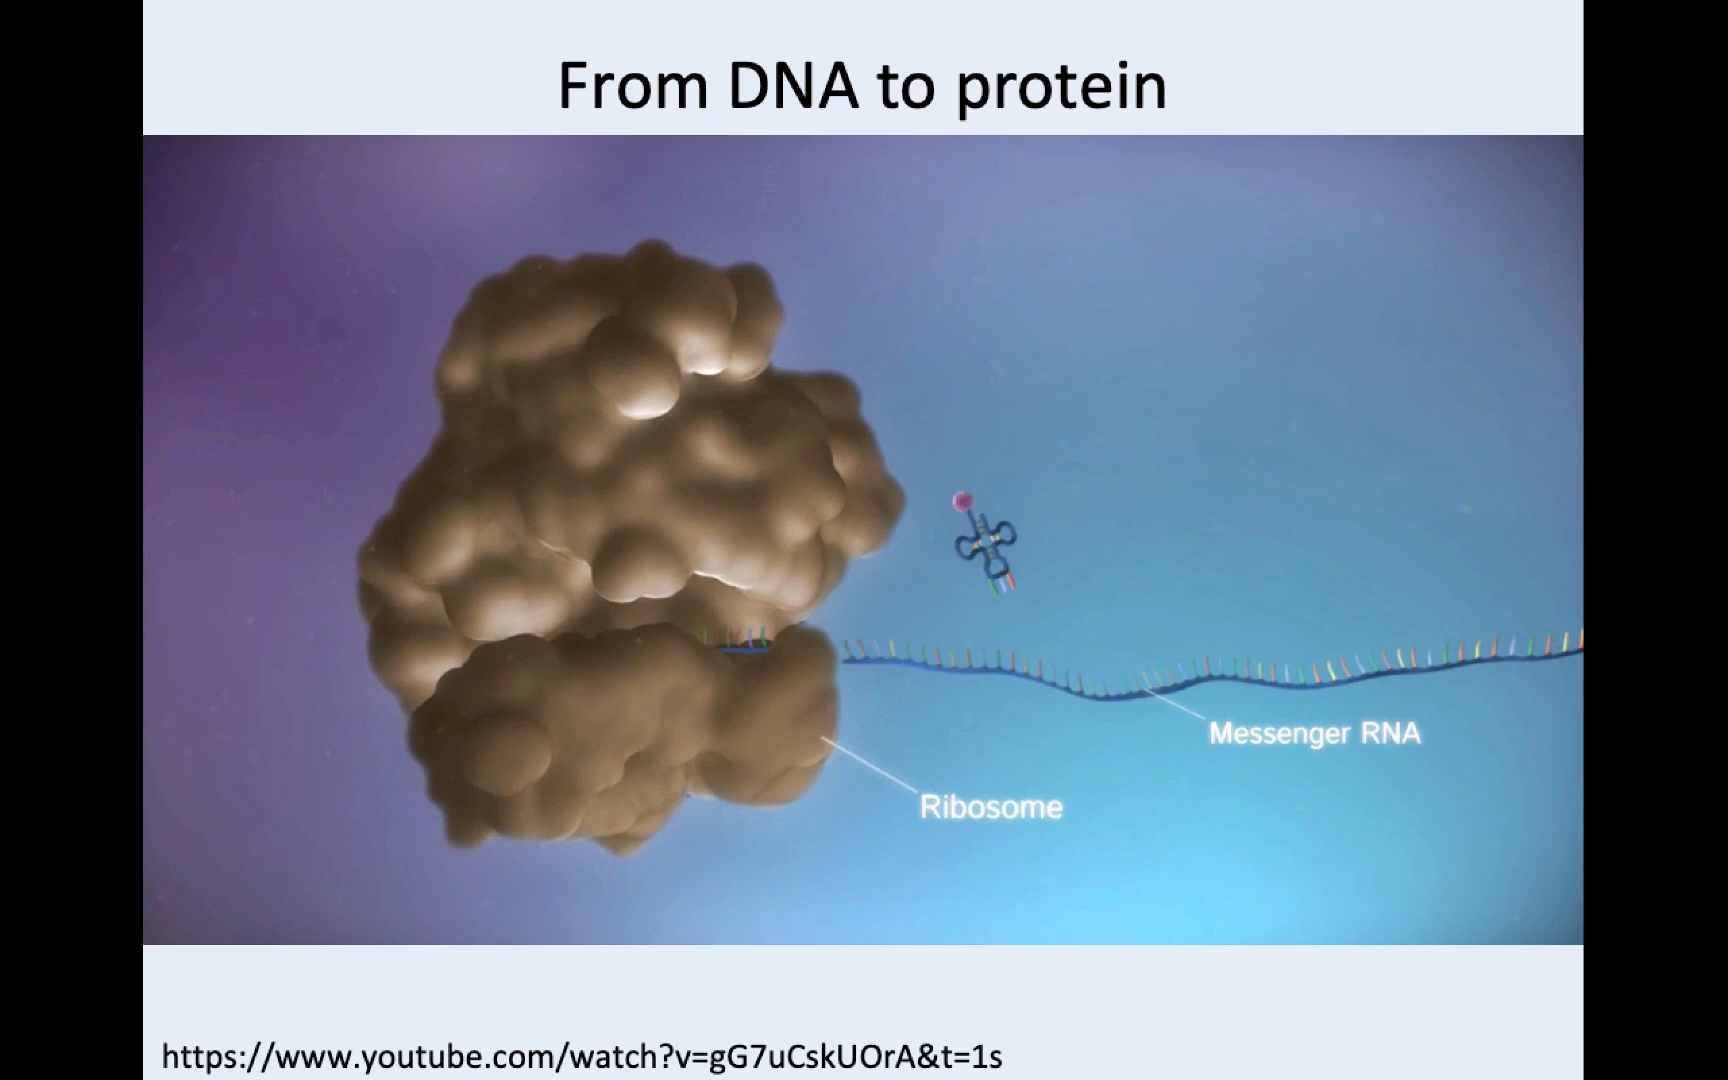 From DNA to protein
Messenger RNA
Ribosome
https://www.youtube.com/watch?v=gG7uCskUOrA&t=1s